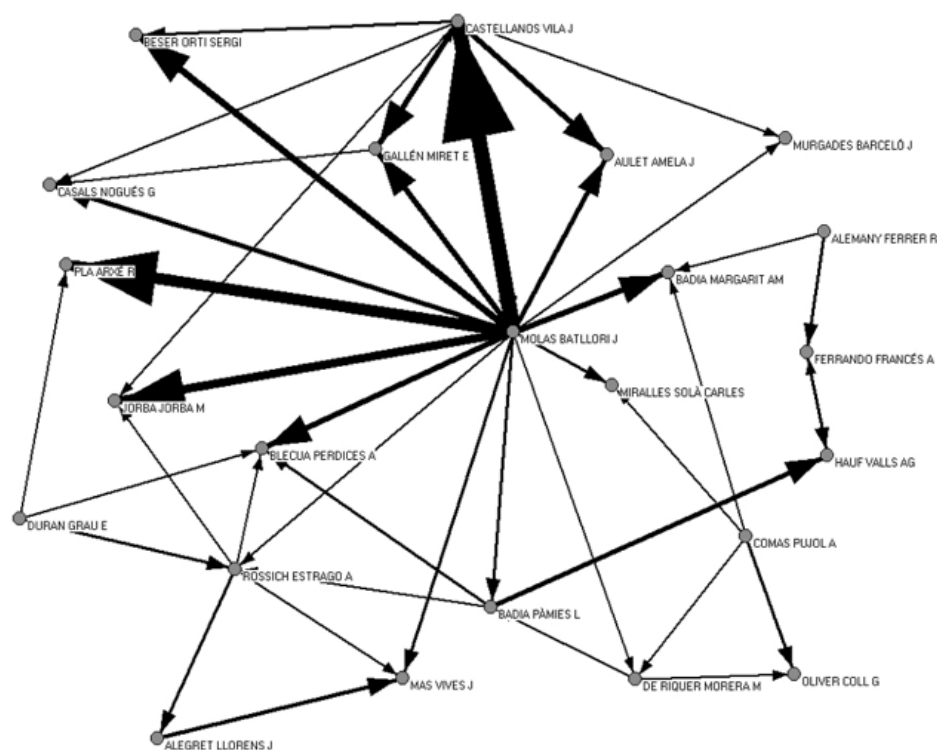 CASTELLANOS VILA J
BESER ORTI SERGI
MURGADES BARCELÓ J
GALLÉN MIRET E
AULET AMELA J
CASALS NOGUÉS G
ALEMANY FERRER R
PLA ARXÉ R
BADIA MARGARIT AM
MOLAS BATLLORI J
FERRANDO FRANCÉS A
MIRALLES SOLÀ CARLES
JORBA JORBA M
BLECUA PERDICES A
HAUF VALLS AG
DURAN GRAU E
COMAS PUJOL A
ROSSICH ESTRAGO A
BADIA PÀMIES L
MAS VIVES J
DE RIQUER MORERA M
OLIVER COLL G
ALEGRET LLORENS J